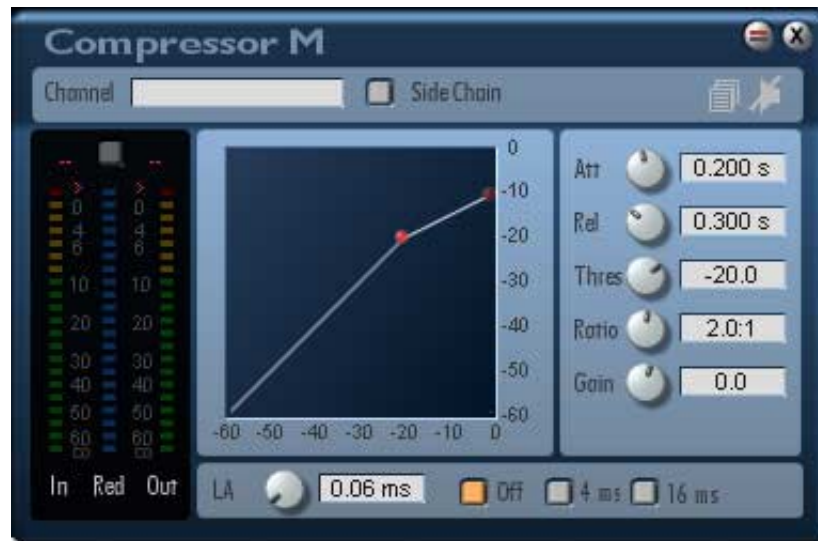 Compressor M
X
Channel
Side Chain
-- --
> >
0 0
4 4
6 6
10 10
20 20
30 30
40 40
50 50
60 60
∞ ∞
In Red Out
0
-10
-20
-30
-40
-50
-60
-60 -50 -40 -30 -20 -10 0
Att 0.200 s
Rel 0.300 s
Thres -20.0
Ratio 2.0:1
Gain 0.0
LA 0.06 ms Off 4 ms 16 ms